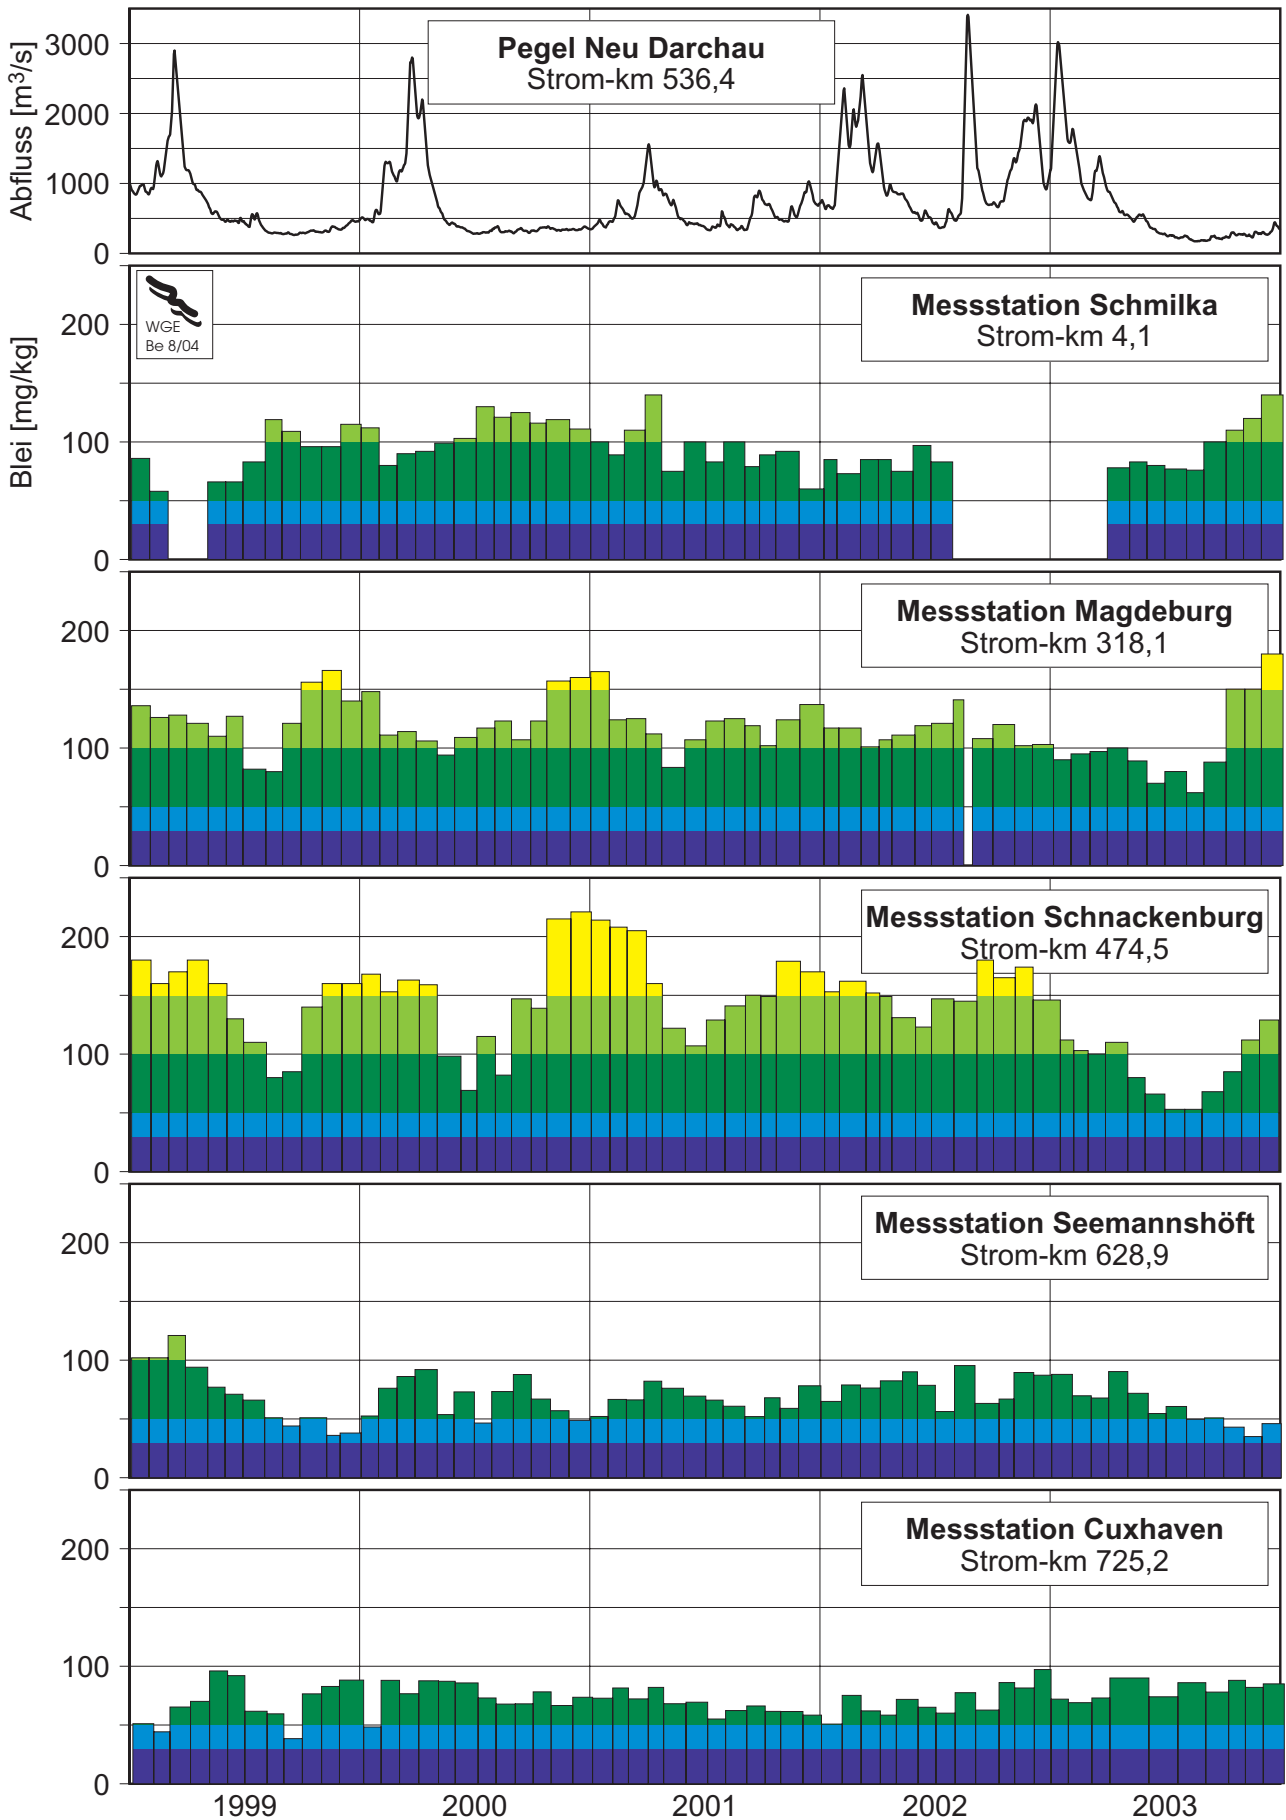 Abfluss [m³/s]
3000
2000
1000
0
Pegel Neu Darchau
Strom-km 536,4
Blei [mg/kg]
WGE
Be 8/04
200
100
0
Messstation Schmilka
Strom-km 4,1
200
100
0
Messstation Magdeburg
Strom-km 318,1
200
100
0
Messstation Schnackenburg
Strom-km 474,5
200
100
0
Messstation Seemannshöft
Strom-km 628,9
200
100
0
Messstation Cuxhaven
Strom-km 725,2
1999 2000 2001 2002 2003